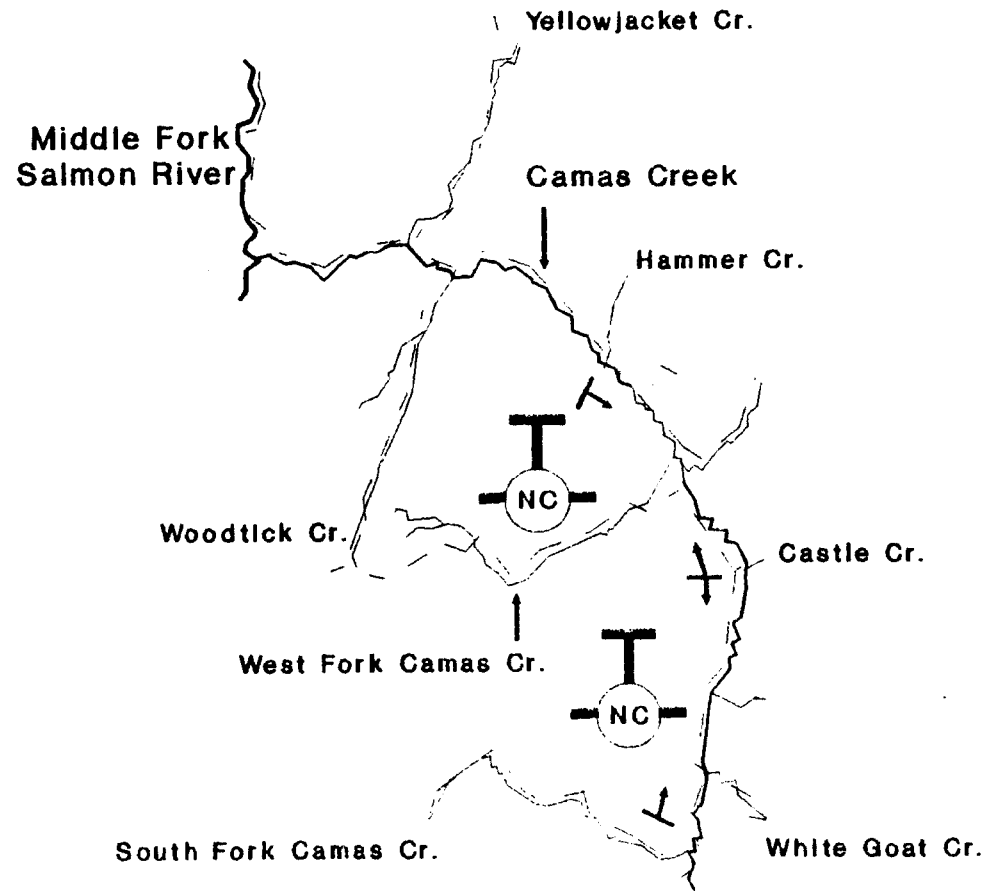 Yellowjacket Cr.
Middle Fork
Salmon River
Camas Creek
Hammer Cr.
NC
Woodtick Cr.
Castle Cr.
West Fork Camas Cr.
NC
South Fork Camas Cr.
White Goat Cr.